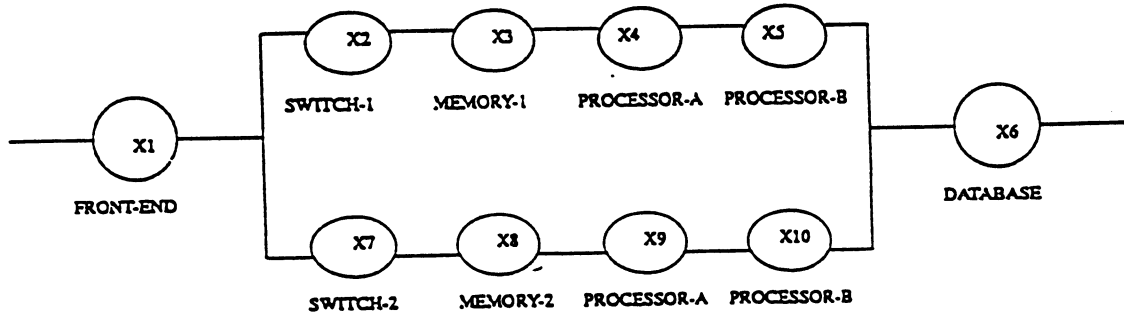 X2 X3 X4 X5
SWITCH-1 MEMORY-1 PROCESSOR-A PROCESSOR-B
X1 X6
FRONT-END DATABASE
X7 X8 X9 X10
SWITCH-2 MEMORY-2 PROCESSOR-A PROCESSOR-B